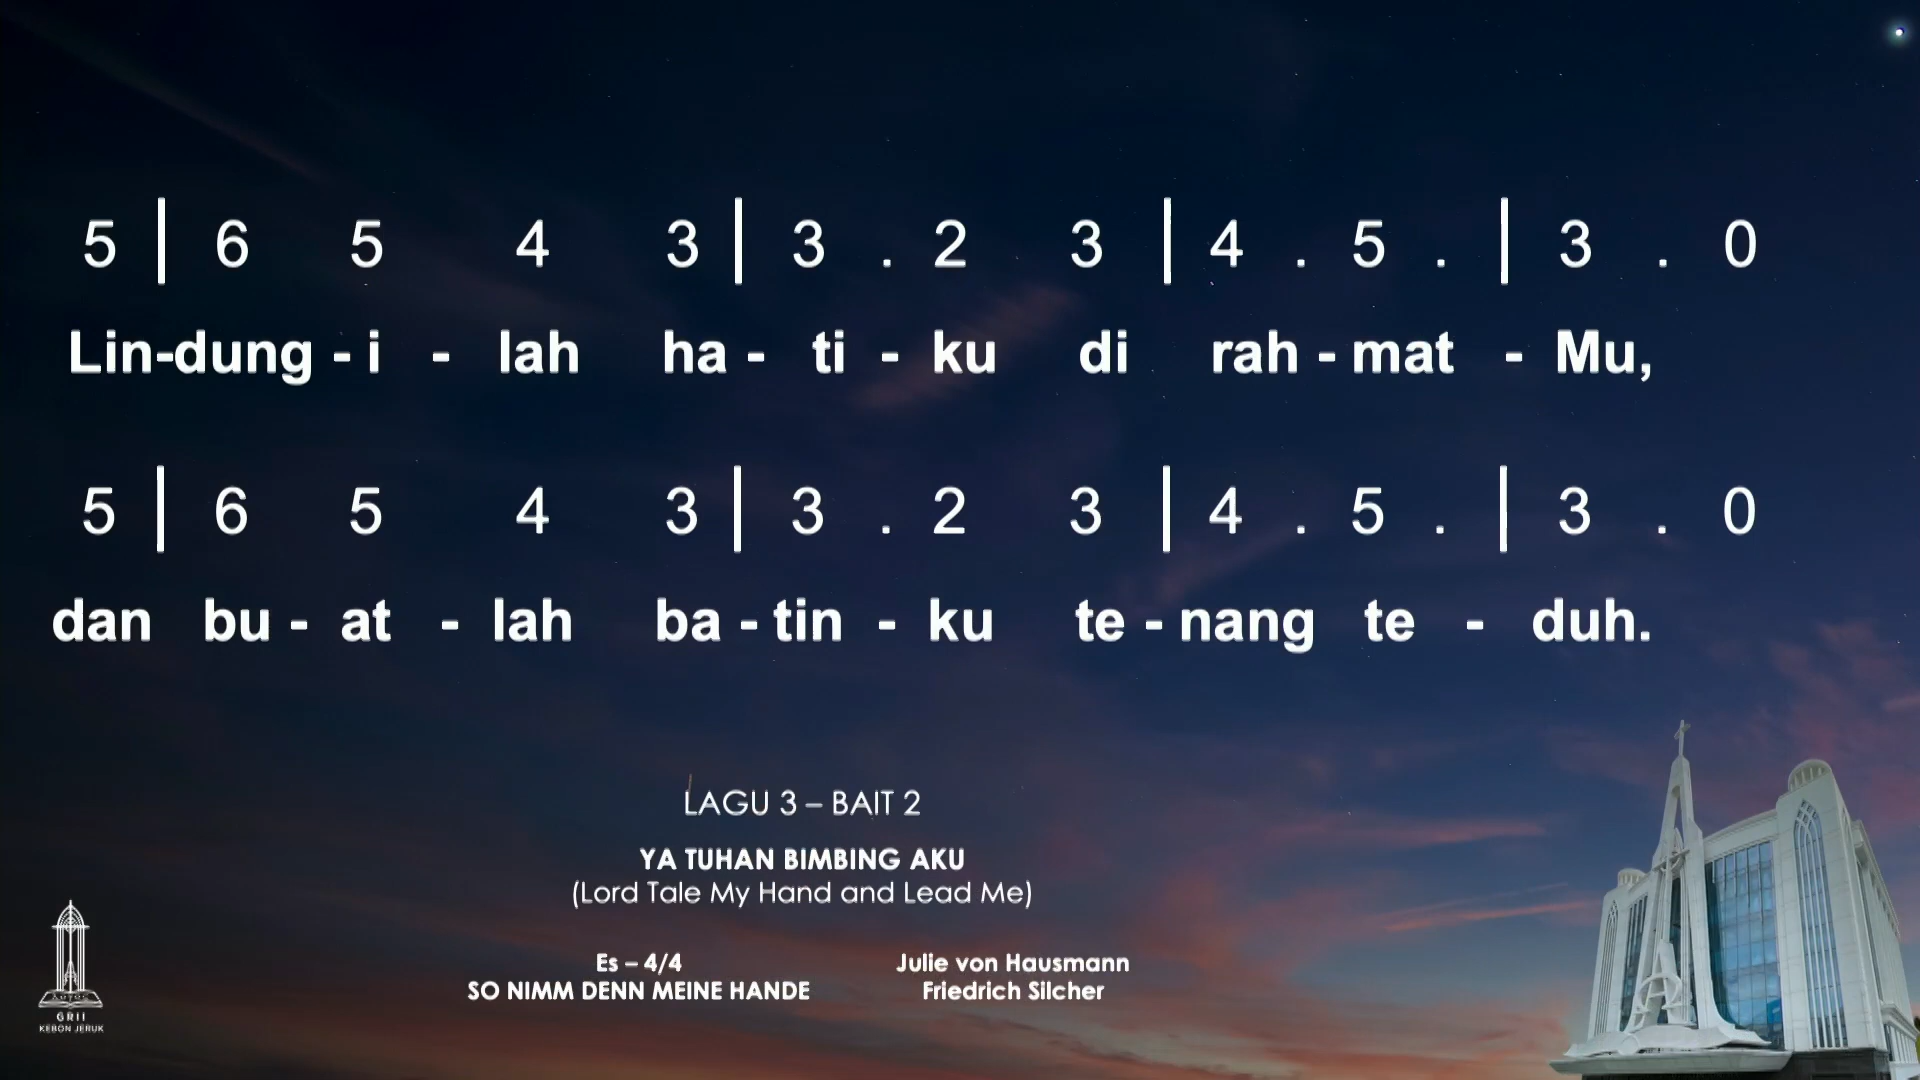 5 | 6 5 4 3 | 3 . 2 3 | 4 . 5 . | 3 . 0
Lin-dung - i - lah ha - ti - ku di rah - mat - Mu,
5 | 6 5 4 3 | 3 . 2 3 | 4 . 5 . | 3 . 0
dan bu - at - lah ba - tin - ku te - nang te - duh.
LAGU 3 – BAIT 2
YA TUHAN BIMBING AKU
(Lord Tale My Hand and Lead Me)
Es – 4/4
SO NIMM DENN MEINE HANDE
Julie von Hausmann
Friedrich Silcher
GRII
KEBON JERUK